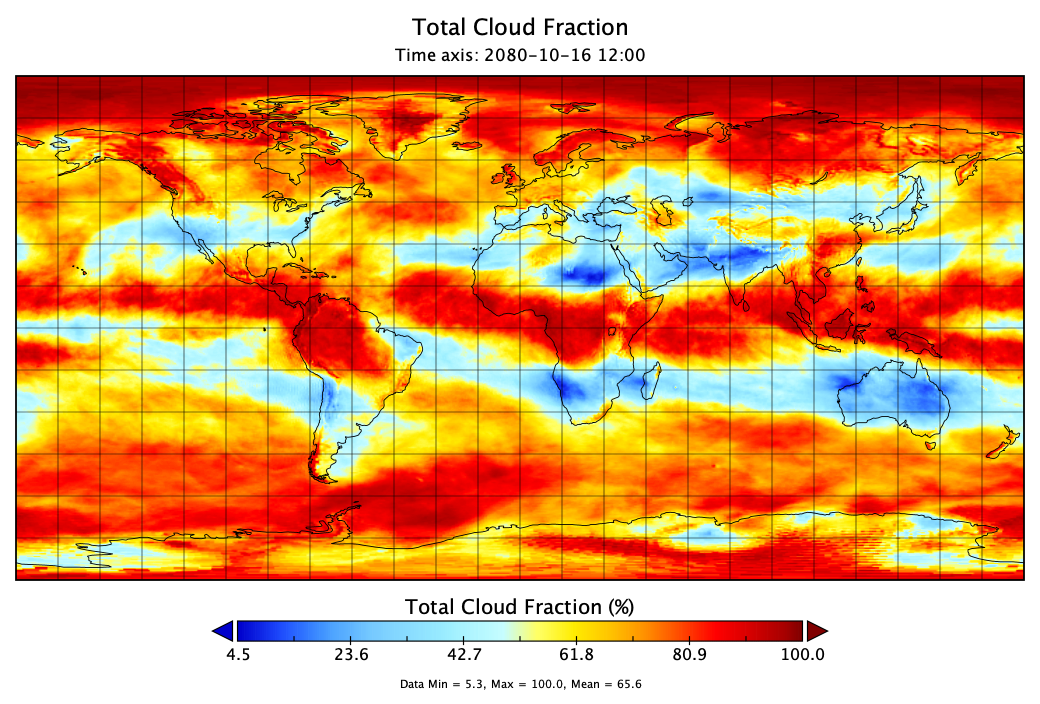 Total Cloud Fraction
Time axis: 2080-10-16 12:00
Total Cloud Fraction (%)
4.5 23.6 42.7 61.8 80.9 100.0
Data Min = 5.3, Max = 100.0, Mean = 65.6